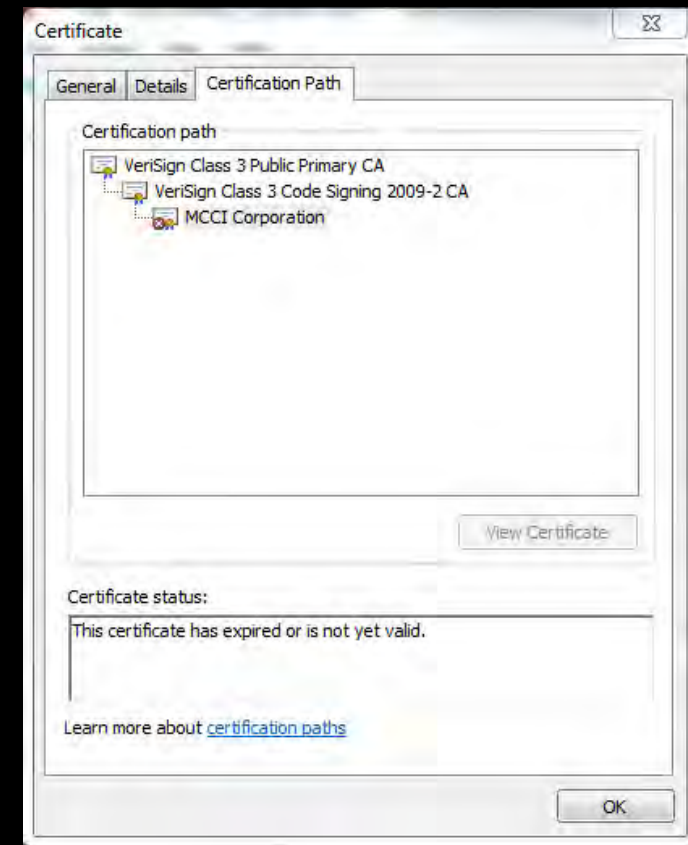 Certificate
General Details Certification Path
Certification path
VeriSign Class 3 Public Primary CA
VeriSign Class 3 Code Signing 2009-2 CA
MCCI Corporation
View Certificate
Certificate status:
This certificate has expired or is not yet valid.
Learn more about certification paths
OK